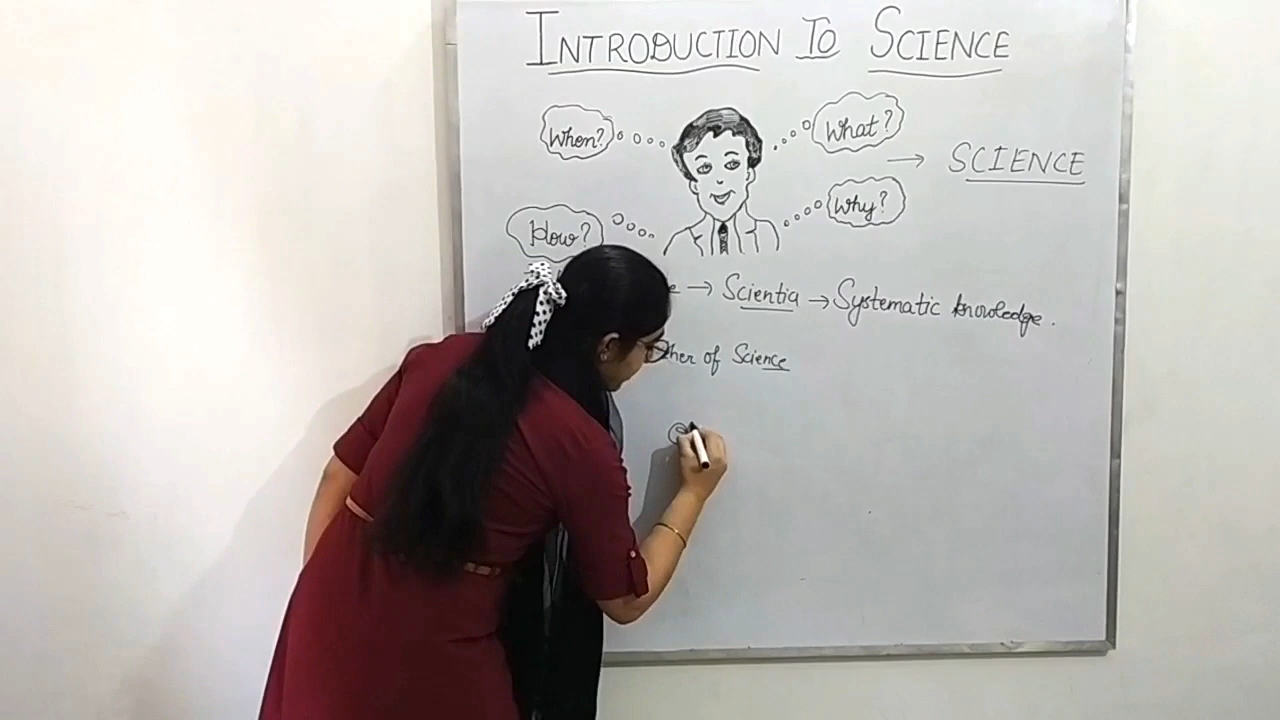 INTRODUCTION TO SCIENCE
When?
What?
→ SCIENCE
How?
Why?
→ Scientia → Systematic knowledge.
of Science